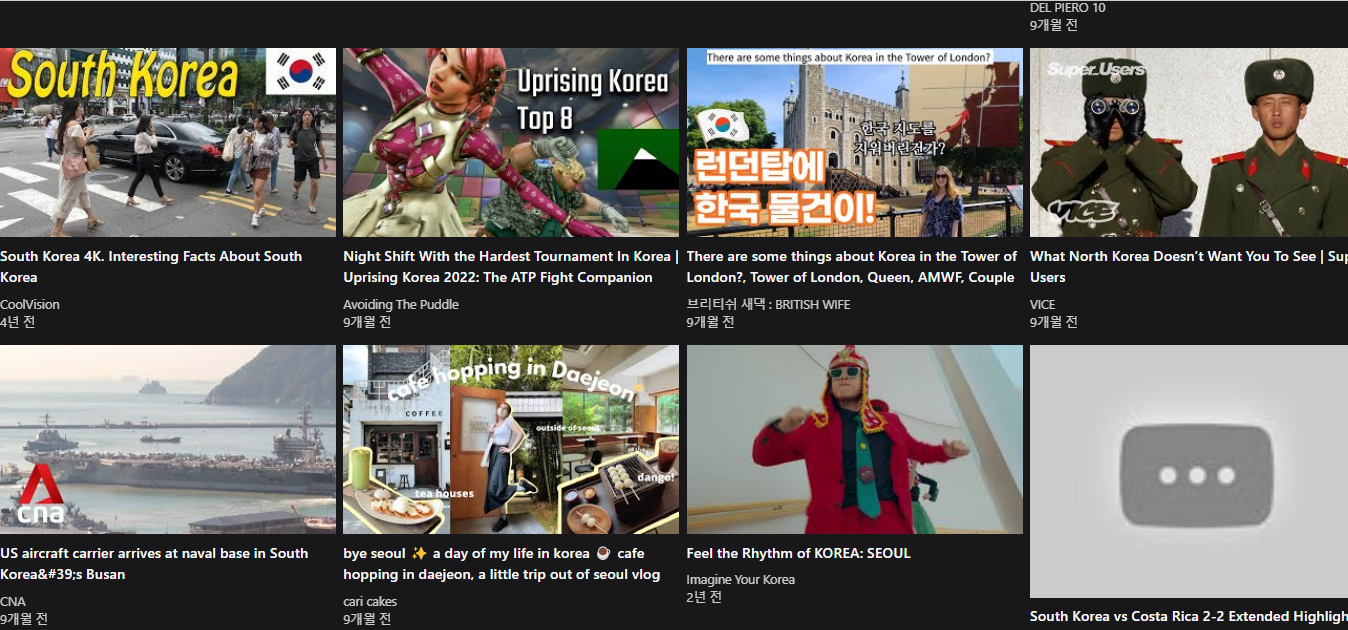 DEL PIERO 10
9개월 전
South Korea
Uprising Korea
Top 8
There are some things about Korea in the Tower of London?
한국 지도를
지워버린건가?
런던탑에
한국 물건이!
Super_Users
VICE
South Korea 4K. Interesting Facts About South
Korea
CoolVision
4년 전
Night Shift With the Hardest Tournament In Korea |
Uprising Korea 2022: The ATP Fight Companion
Avoiding The Puddle
9개월 전
There are some things about Korea in the Tower of
London?, Tower of London, Queen, AMWF, Couple
브리티쉬 새댁 : BRITISH WIFE
9개월 전
What North Korea Doesn’t Want You To See | Sup
Users
VICE
9개월 전
cna
cafe hopping in Daejeon
COFFEE
outside of seoul
tea houses
dango!
US aircraft carrier arrives at naval base in South
Korea&#39;s Busan
CNA
9개월 전
bye seoul ✨ a day of my life in korea ☕ cafe
hopping in daejeon, a little trip out of seoul vlog
cari cakes
9개월 전
Feel the Rhythm of KOREA: SEOUL
Imagine Your Korea
2년 전
South Korea vs Costa Rica 2-2 Extended Highligh